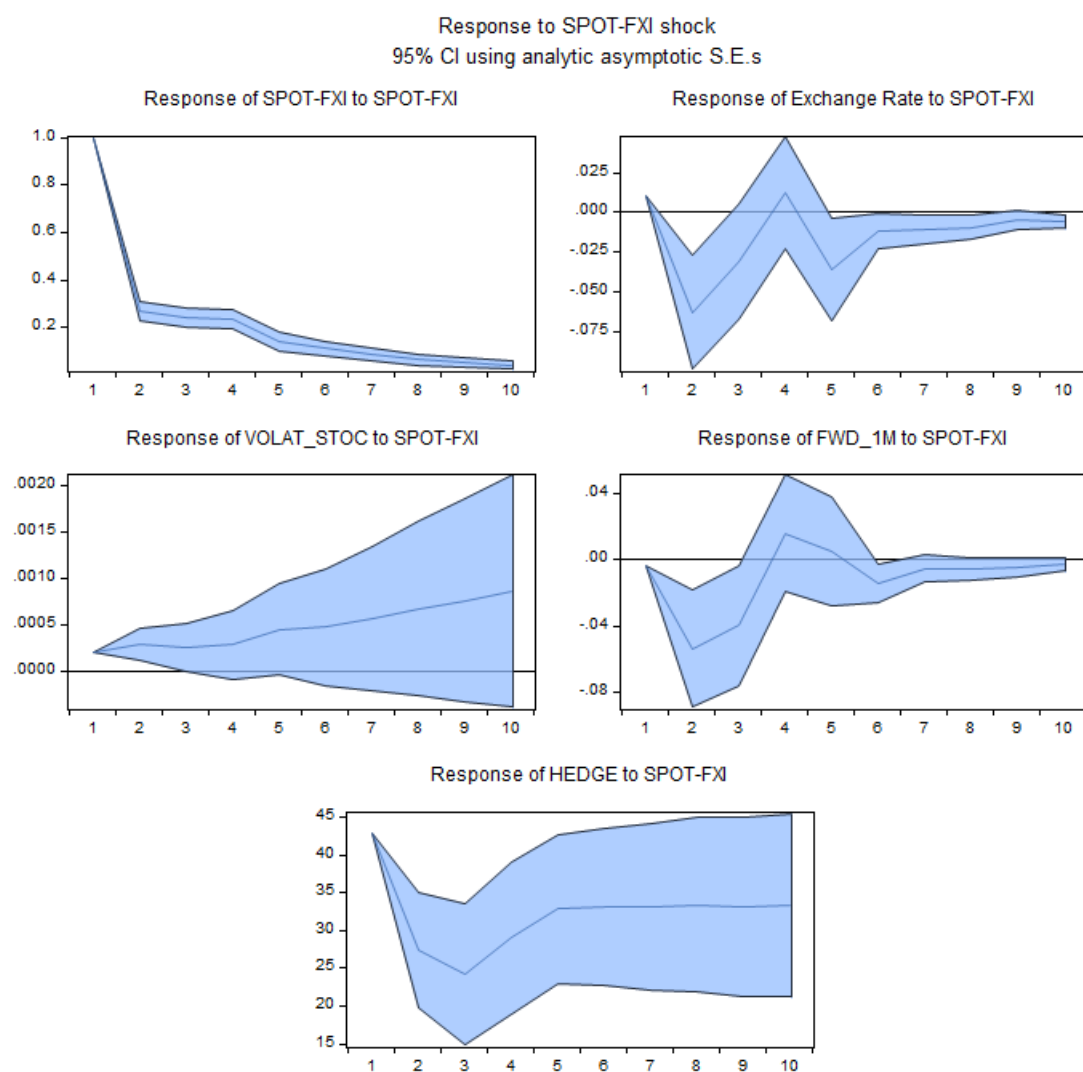 Response to SPOT-FXI shock
95% CI using analytic asymptotic S.E.s
Response of SPOT-FXI to SPOT-FXI
1.0
0.8
0.6
0.4
0.2
1 2 3 4 5 6 7 8 9 10
Response of Exchange Rate to SPOT-FXI
.025
.000
-.025
-.050
-.075
1 2 3 4 5 6 7 8 9 10
Response of VOLAT_STOC to SPOT-FXI
.0020
.0015
.0010
.0005
.0000
1 2 3 4 5 6 7 8 9 10
Response of FWD_1M to SPOT-FXI
.04
.00
-.04
-.08
1 2 3 4 5 6 7 8 9 10
Response of HEDGE to SPOT-FXI
45
40
35
30
25
20
15
1 2 3 4 5 6 7 8 9 10